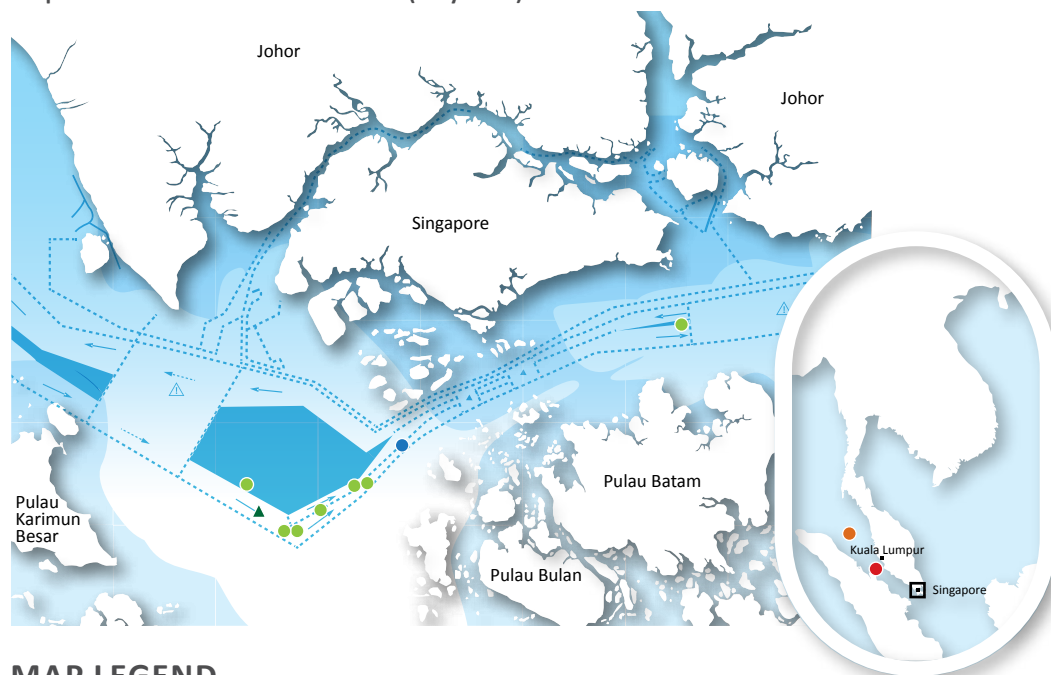 Johor
Johor
Singapore
Pulau Batam
Pulau
Karimun
Besar
Pulau Bulan
Kuala Lumpur
Singapore
MAP LEGEND